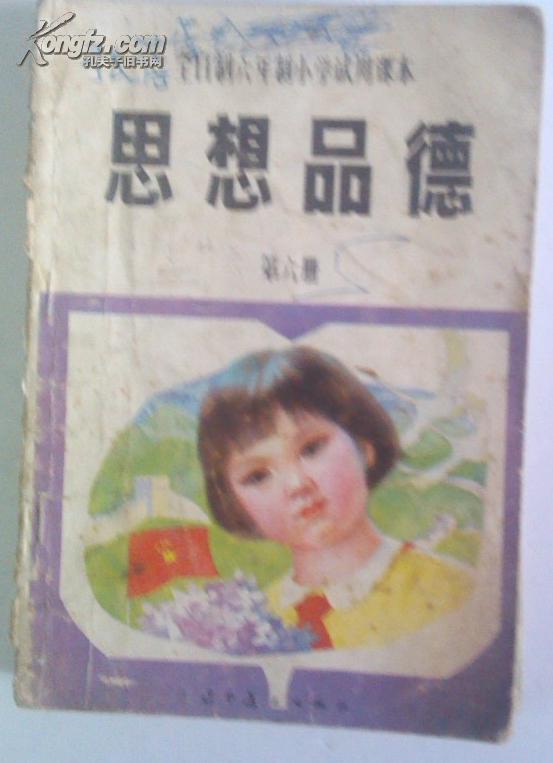 Kongfz.com
孔夫子旧书网
全日制六年制小学试用课本
思想品德
第六册